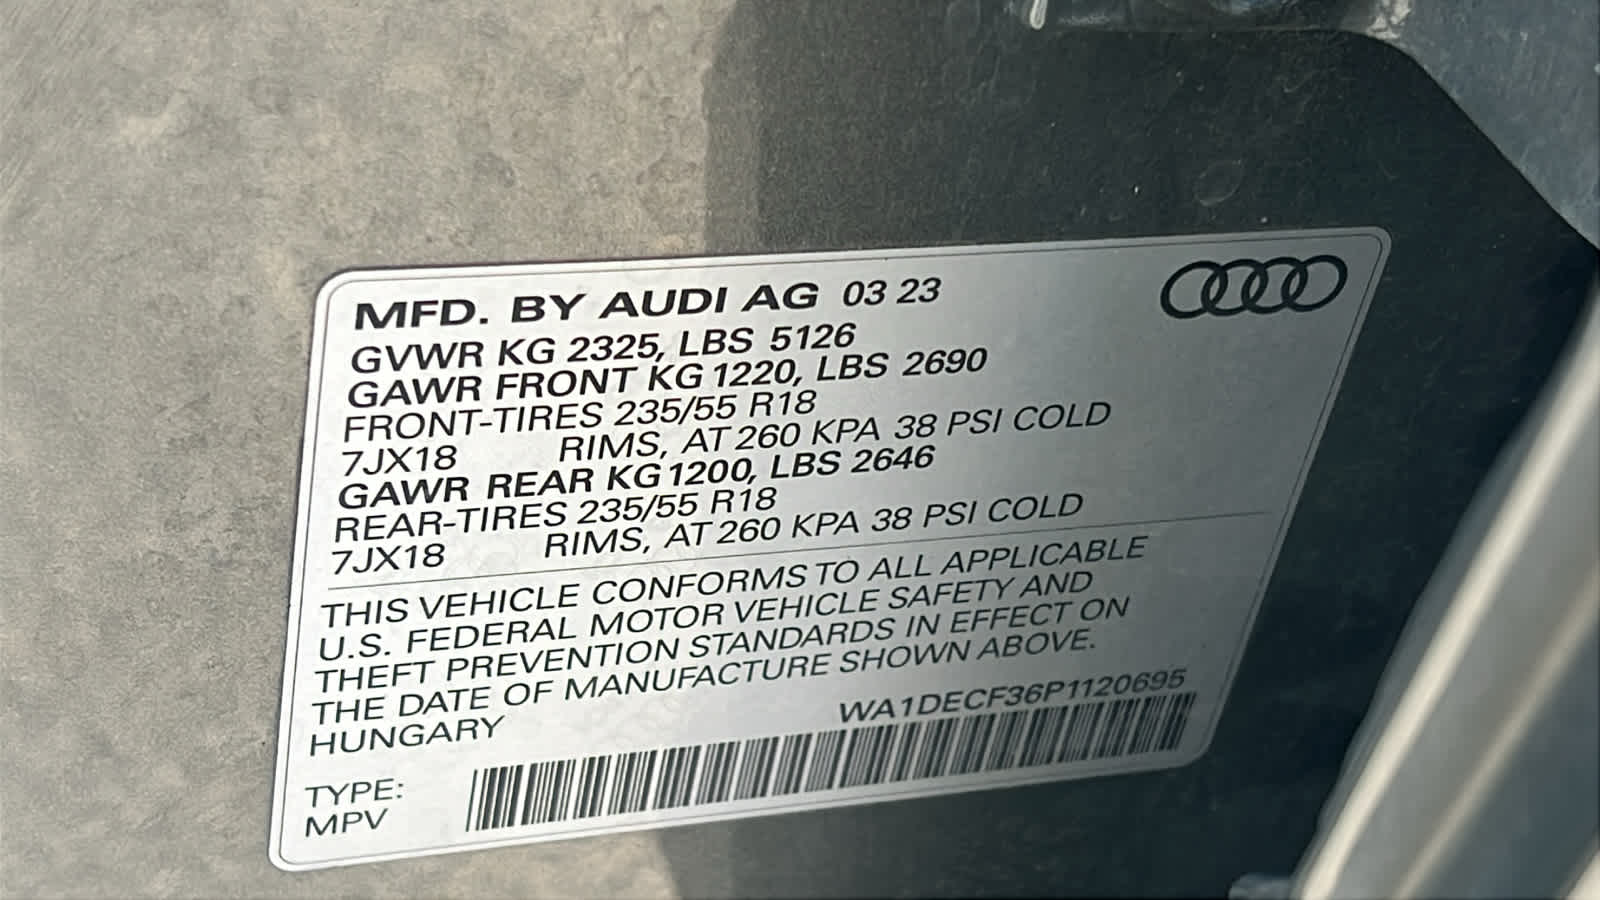 MFD. BY AUDI AG 03 23
GVWR KG 2325, LBS 5126
GAWR FRONT KG 1220, LBS 2690
FRONT-TIRES 235/55 R18
7JX18 RIMS, AT 260 KPA 38 PSI COLD
GAWR REAR KG 1200, LBS 2646
REAR-TIRES 235/55 R18
7JX18 RIMS, AT 260 KPA 38 PSI COLD
THIS VEHICLE CONFORMS TO ALL APPLICABLE
U.S. FEDERAL MOTOR VEHICLE SAFETY AND
THEFT PREVENTION STANDARDS IN EFFECT ON
THE DATE OF MANUFACTURE SHOWN ABOVE.
HUNGARY
WA1DECF36P1120695
TYPE:
MPV